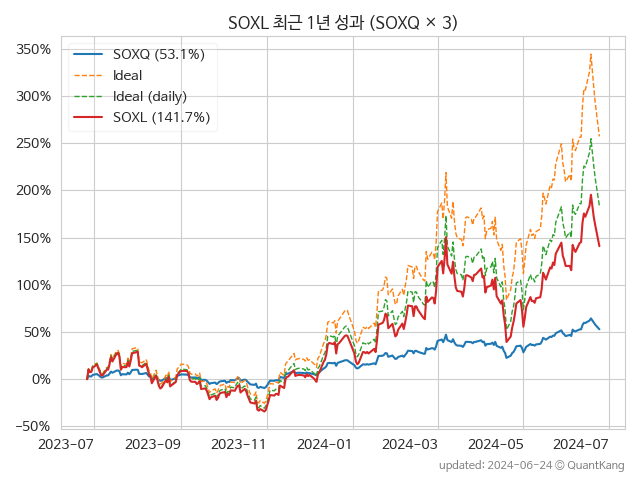 SOXL 최근 1년 성과 (SOXQ × 3)
SOXQ (53.1%)
Ideal
Ideal (daily)
SOXL (141.7%)
350%
300%
250%
200%
150%
100%
50%
0%
−50%
2023-07 2023-09 2023-11 2024-01 2024-03 2024-05 2024-07
updated: 2024-06-24 © QuantKang